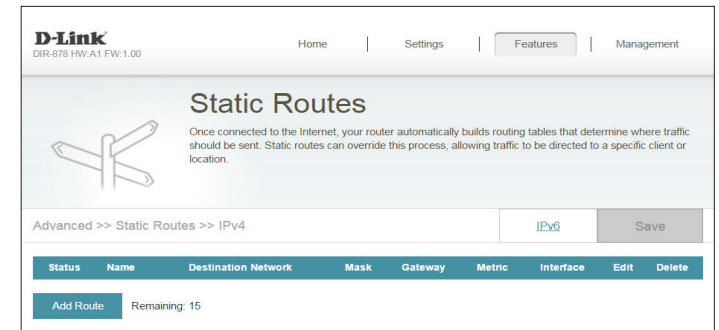 D-Link
DIR-878 HW:A1 FW:1.00
Home | Settings | Features | Management
Static Routes
Once connected to the Internet, your router automatically builds routing tables that determine where traffic
should be sent. Static routes can override this process, allowing traffic to be directed to a specific client or
location.
Advanced >> Static Routes >> IPv4
IPv6
Save
Status Name Destination Network Mask Gateway Metric Interface Edit Delete
Add Route Remaining: 15